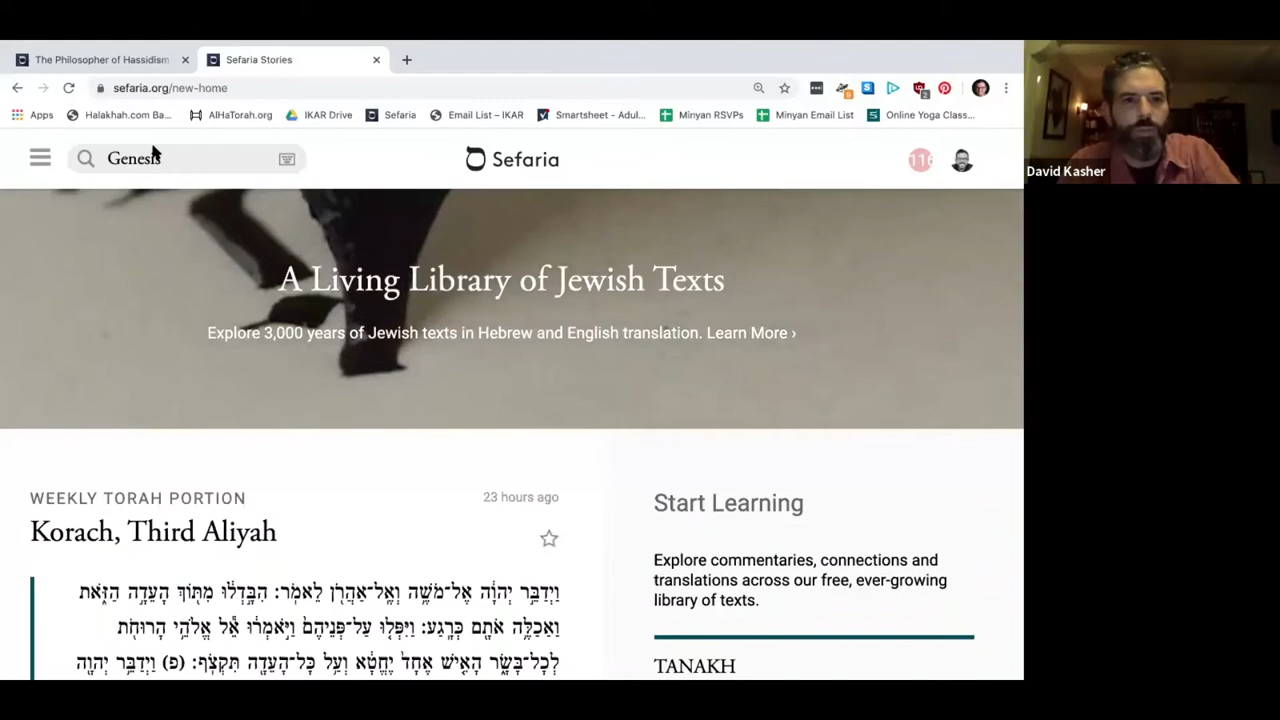 The Philosopher of Hassidism
Sefaria Stories
sefaria.org/new-home
Apps
Halakhah.com Ba...
AlHaTorah.org
IKAR Drive
Sefaria
Email List – IKAR
Smartsheet - Adul...
Minyan RSVPs
Minyan Email List
Online Yoga Class...
Genesis
Sefaria
116
David Kasher
A Living Library of Jewish Texts
Explore 3,000 years of Jewish texts in Hebrew and English translation. Learn More ›
WEEKLY TORAH PORTION
23 hours ago
Korach, Third Aliyah
וַיְדַבֵּ֣ר יְהֹוָ֔ה אֶל־מֹשֶׁ֥ה וְאֶֽל־אַהֲרֹ֖ן לֵאמֹֽר׃ הִבָּ֣דְל֔וּ מִתּ֖וֹךְ הָעֵדָ֣ה הַזֹּ֑את
וַאֲכַלֶּ֥ה אֹתָ֖ם כְּרָֽגַע׃ וַיִּפְּל֤וּ עַל־פְּנֵיהֶם֙ וַיֹּ֣אמְר֔וּ אֵ֕ל אֱלֹהֵ֥י הָרוּחֹ֖ת
לְכָל־בָּשָׂ֑ר הָאִ֤ישׁ אֶחָד֙ יֶחֱטָ֔א וְעַ֥ל כׇּל־הָעֵדָ֖ה תִּקְצֹֽף׃ (פ) וַיְדַבֵּ֥ר יְהֹוָ֖ה
Start Learning
Explore commentaries, connections and
translations across our free, ever-growing
library of texts.
TANAKH